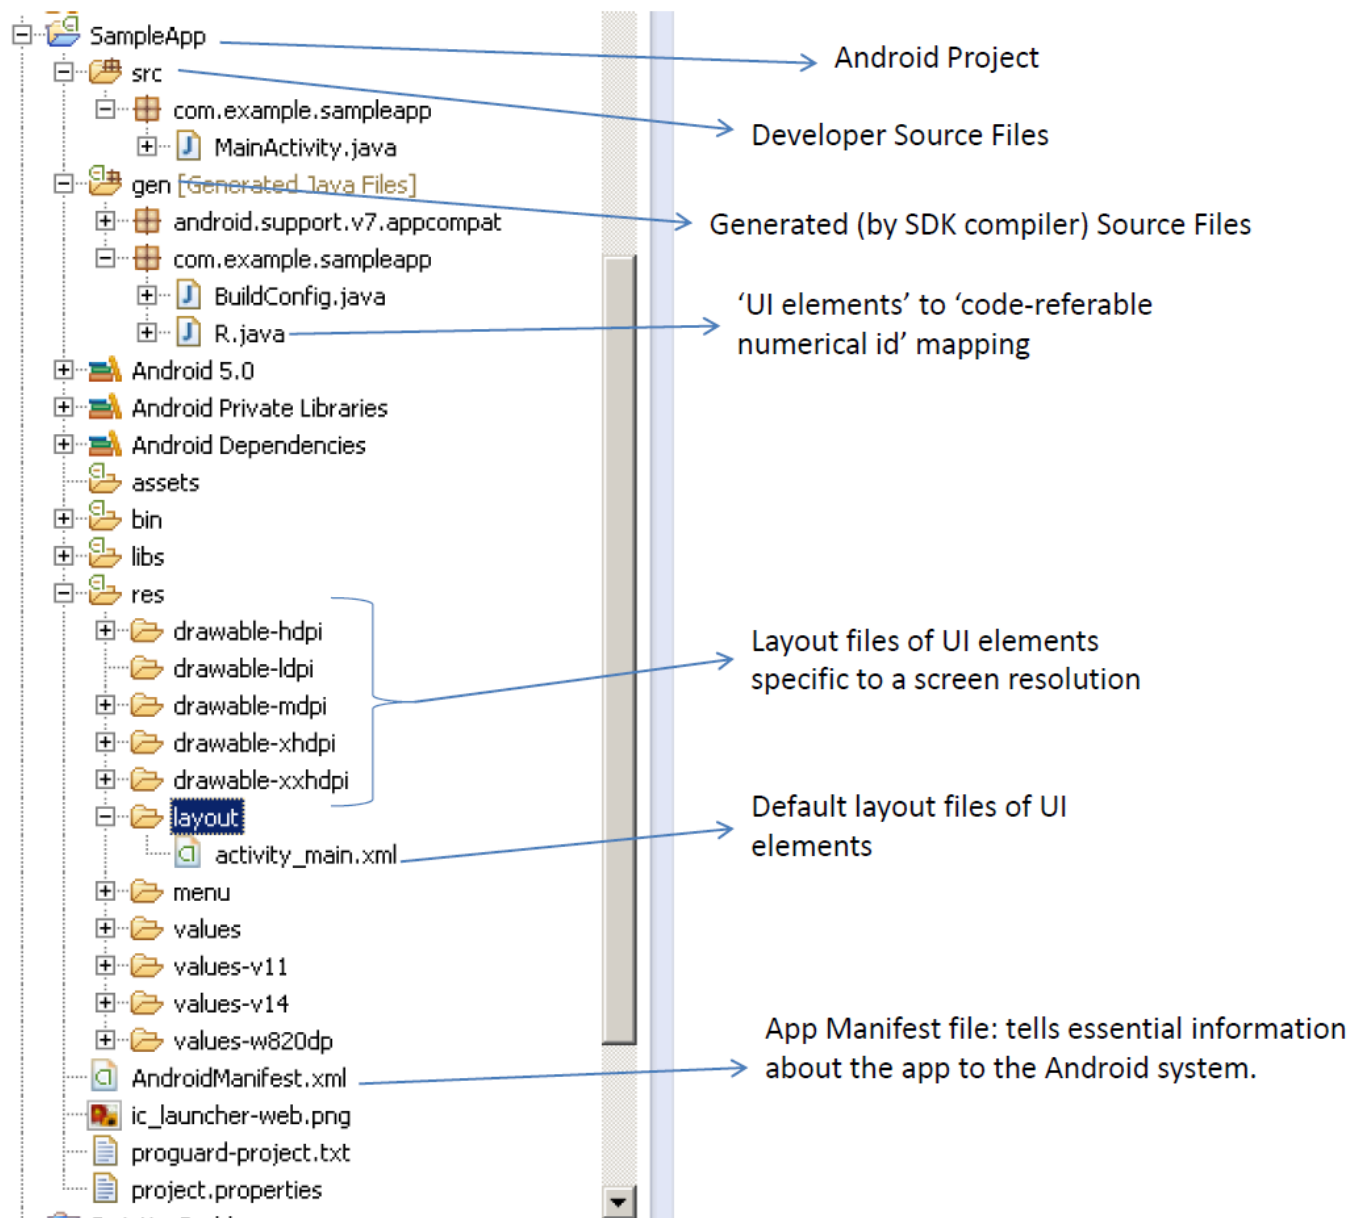 SampleApp
Android Project
src
Developer Source Files
com.example.sampleapp
MainActivity.java
gen [Generated Java Files]
Generated (by SDK compiler) Source Files
android.support.v7.appcompat
com.example.sampleapp
BuildConfig.java
R.java
‘UI elements’ to ‘code-referable
numerical id’ mapping
Android 5.0
Android Private Libraries
Android Dependencies
assets
bin
libs
res
drawable-hdpi
drawable-ldpi
drawable-mdpi
drawable-xhdpi
drawable-xxhdpi
Layout files of UI elements
specific to a screen resolution
layout
activity_main.xml
Default layout files of UI
elements
menu
values
values-v11
values-v14
values-w820dp
AndroidManifest.xml
App Manifest file: tells essential information
about the app to the Android system.
ic_launcher-web.png
proguard-project.txt
project.properties